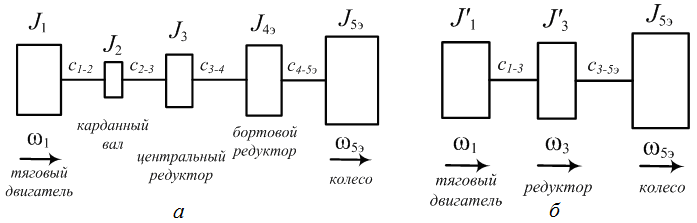 J1 J2 J3 J4э J5э
c1-2 c2-3 c3-4 c4-5э
ω1
карданный
вал
бортовой
редуктор
ω5э
тяговый
двигатель
центральный
редуктор
колесо
а
J'1 J'3 J5э
c1-3 c3-5э
ω1 ω3 ω5э
тяговый
двигатель
редуктор
колесо
б